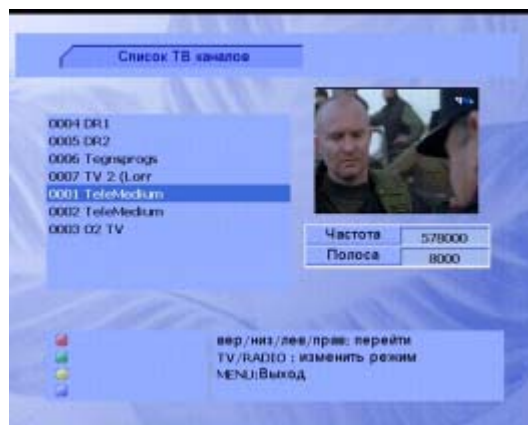 Список ТВ каналов
0004 DR1
0005 DR2
0006 Tegnsprogs
0007 TV 2 (Lorr
0001 TeleMedium
0002 TeleMedium
0003 O2 TV
Частота 578000
Полоса 8000
вер/низ/лев/прав: перейти
TV/RADIO : изменить режим
MENU:Выход